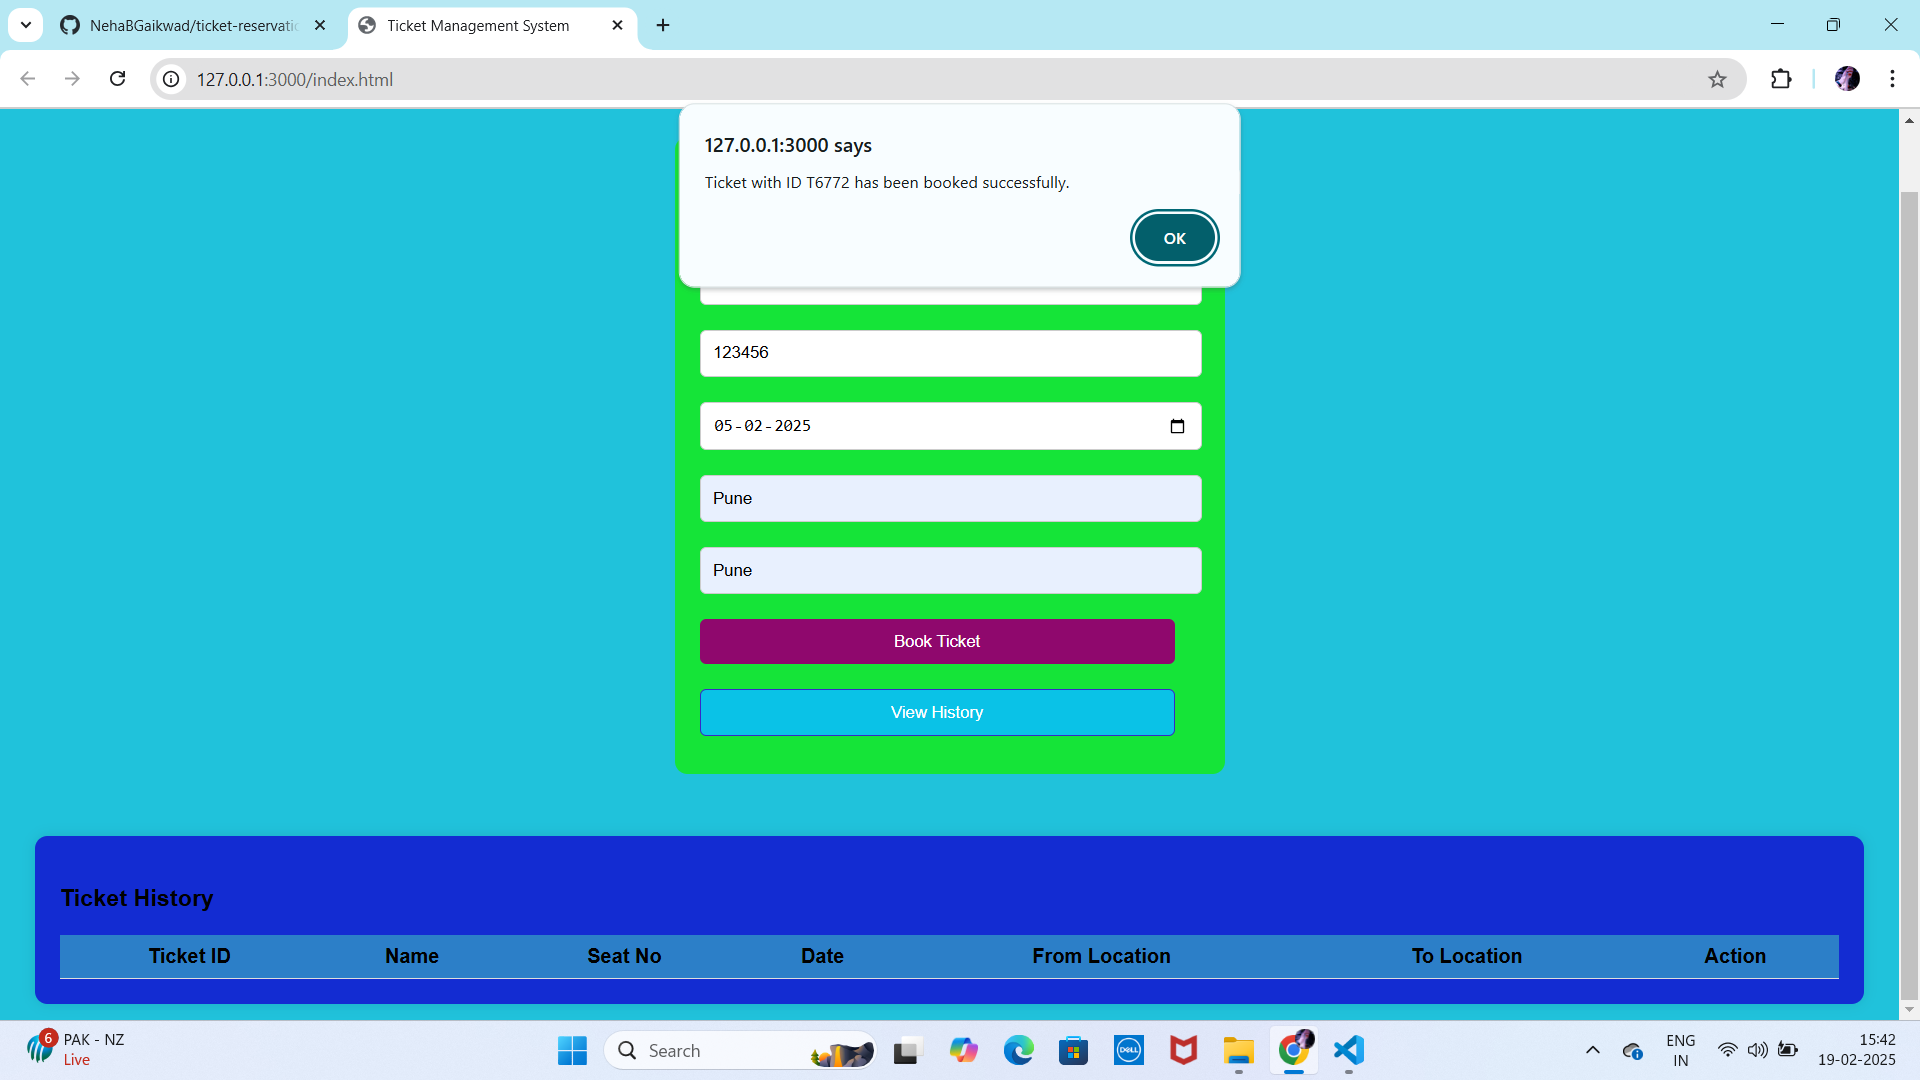 NehaBGaikwad/ticket-reservatio
Ticket Management System
127.0.0.1:3000/index.html
127.0.0.1:3000 says
Ticket with ID T6772 has been booked successfully.
OK
123456
05-02-2025
Pune
Pune
Book Ticket
View History
Ticket History
Ticket ID Name Seat No Date From Location To Location Action
6
PAK - NZ
Live
Search
DELL
ENG
IN
15:42
19-02-2025